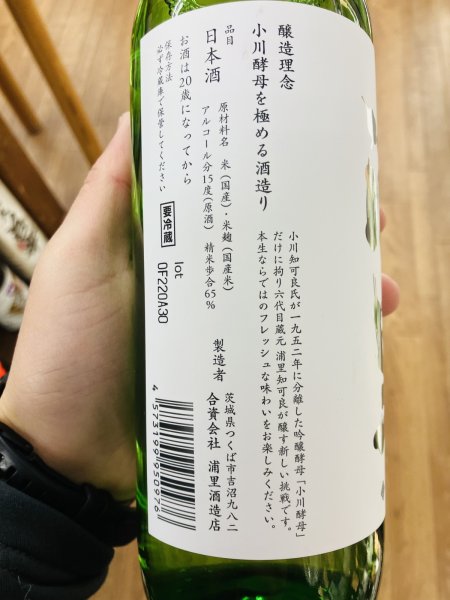 醸造理念
小川酵母を極める酒造り
小川知可良氏が一九五二年に分離した吟醸酵母「小川酵母」
だけに拘り六代目蔵元 浦里知可良が醸す新しい挑戦です。
本生ならではのフレッシュな味わいをお楽しみください。
品目 日本酒
原材料名 米(国産)・米麹(国産米)
アルコール分15度(原酒) 精米歩合65%
お酒は20歳になってから
保存方法
必ず冷蔵庫で保管してください
要冷蔵
製造者
茨城県つくば市吉沼九八二
合資会社 浦里酒造店
lot
0F220A30
4573199950976